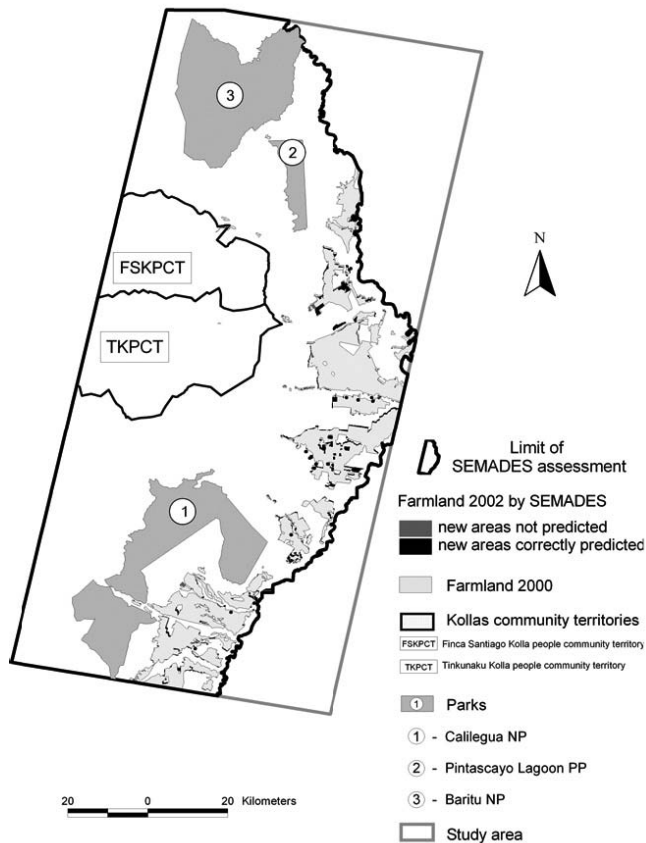 3
2
N
FSKPCT
TKPCT
1
Limit of
SEMADES assessment
Farmland 2002 by SEMADES
new areas not predicted
new areas correctly predicted
Farmland 2000
Kollas community territories
FSKPCT Finca Santiago Kolla people community territory
TKPCT Tinkunaku Kolla people community territory
1 Parks
1 - Calilegua NP
2 - Pintascayo Lagoon PP
3 - Baritu NP
Study area
20 0 20 Kilometers